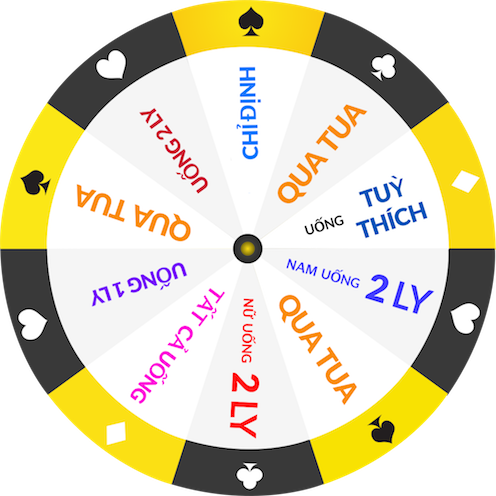 CHỈ ĐỊNH
QUA TUA
UỐNG TUỲ
THÍCH
NAM UỐNG 2 LY
QUA TUA
NỮ UỐNG 2 LY
TẤT CẢ UỐNG
UỐNG 1 LY
QUA TUA
UỐNG 2 LY